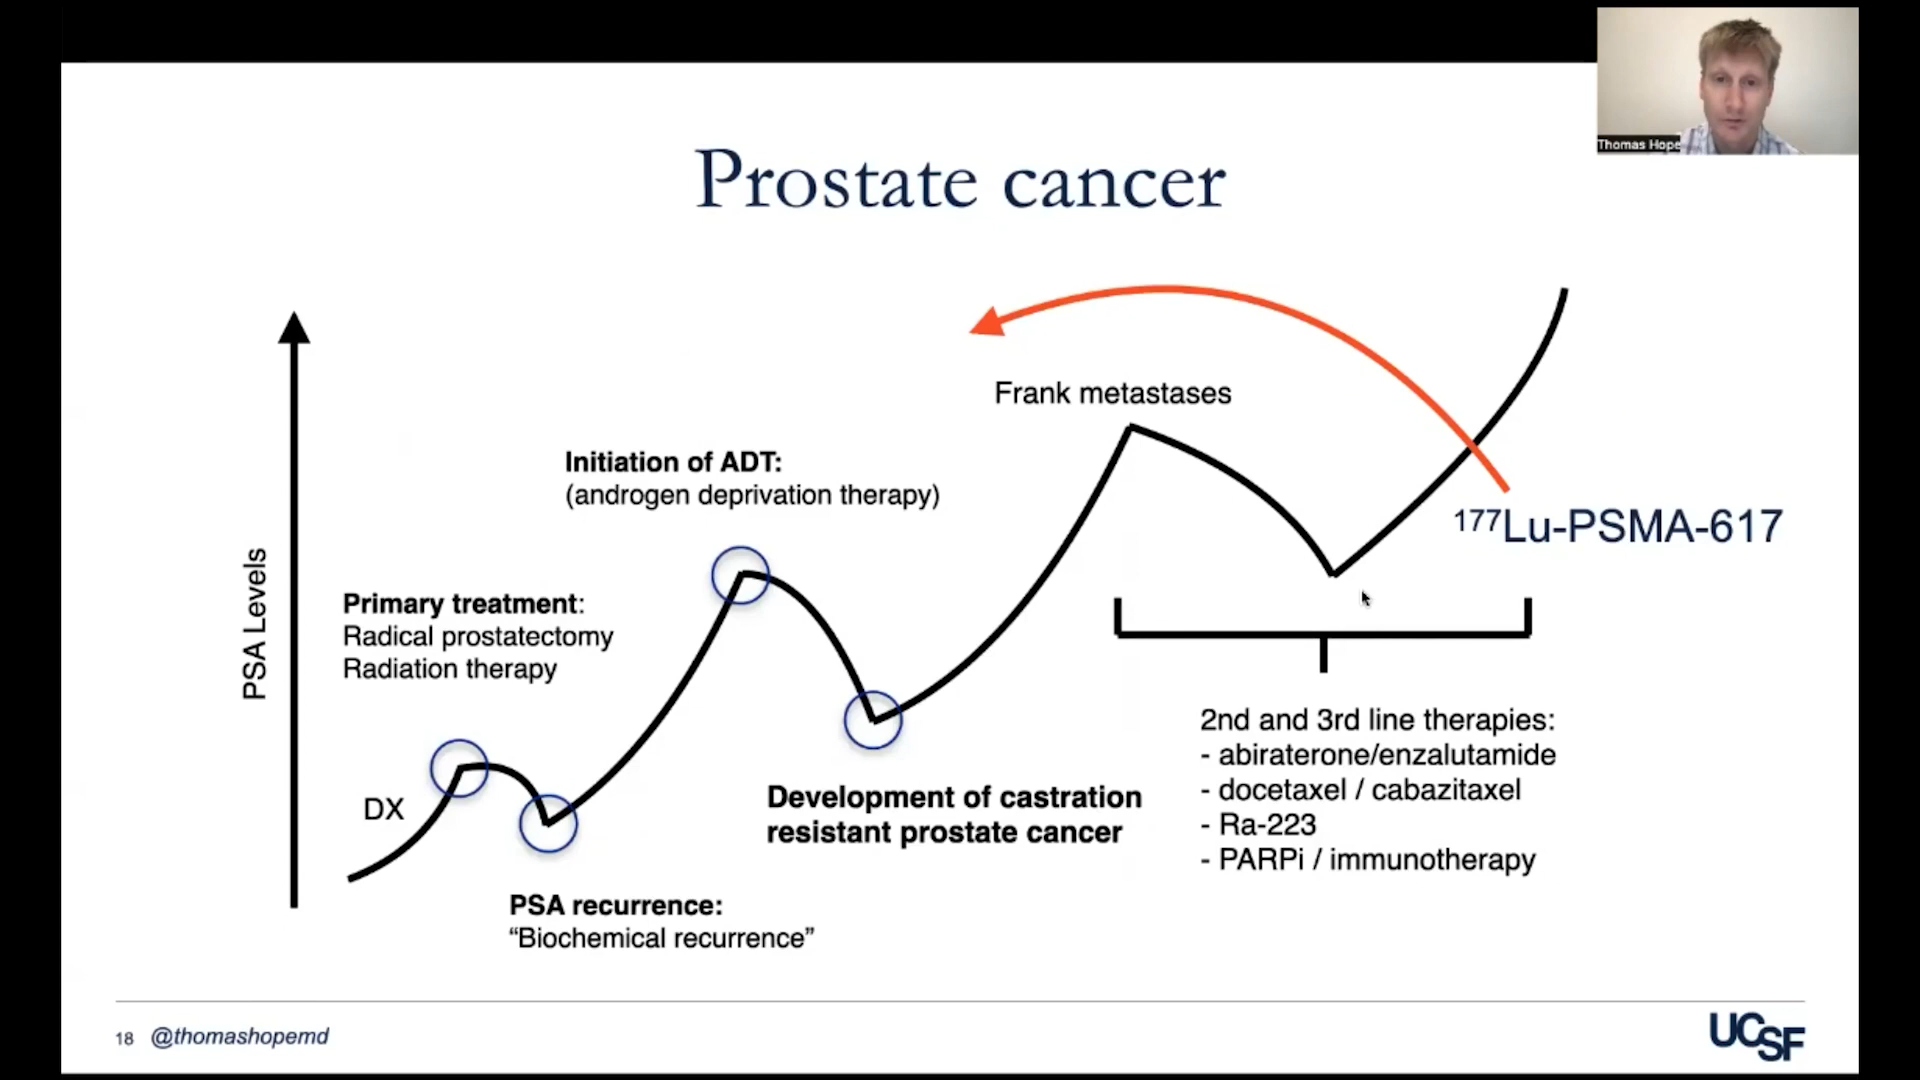 Thomas Hope
Prostate cancer
Frank metastases
Initiation of ADT:
(androgen deprivation therapy)
177Lu-PSMA-617
PSA Levels
Primary treatment:
Radical prostatectomy
Radiation therapy
DX
Development of castration
resistant prostate cancer
2nd and 3rd line therapies:
- abiraterone/enzalutamide
- docetaxel / cabazitaxel
- Ra-223
- PARPi / immunotherapy
PSA recurrence:
“Biochemical recurrence”
18 @thomashopemd
UCSF